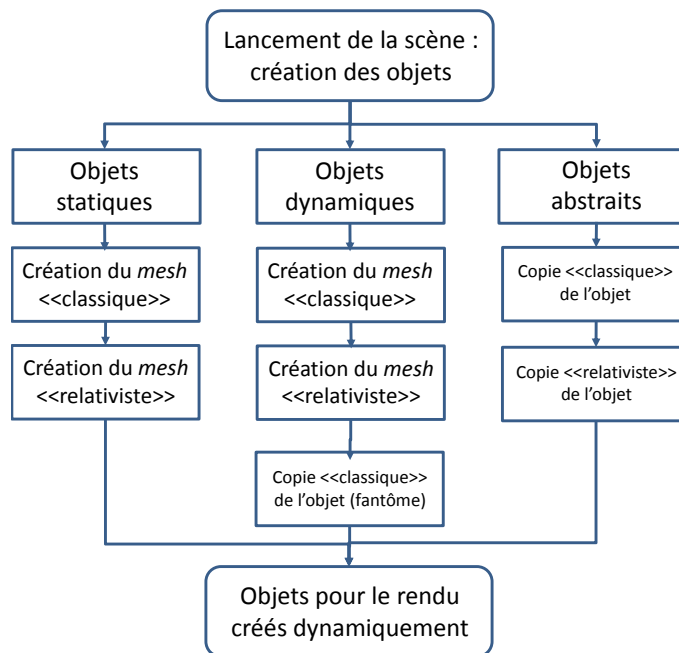 Lancement de la scène :
création des objets
Objets
statiques
Objets
dynamiques
Objets
abstraits
Création du mesh
<<classique>>
Création du mesh
<<classique>>
Copie <<classique>>
de l'objet
Création du mesh
<<relativiste>>
Création du mesh
<<relativiste>>
Copie <<relativiste>>
de l'objet
Copie <<classique>>
de l'objet (fantôme)
Objets pour le rendu
créés dynamiquement